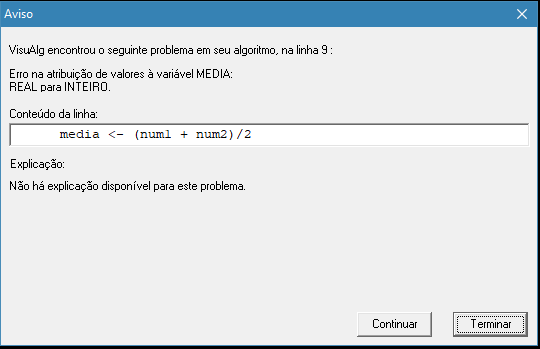 Aviso
VisuAlg encontrou o seguinte problema em seu algoritmo, na linha 9 :
Erro na atribuição de valores à variável MEDIA:
REAL para INTEIRO.
Conteúdo da linha:
media <- (num1 + num2)/2
Explicação:
Não há explicação disponível para este problema.
Continuar
Terminar